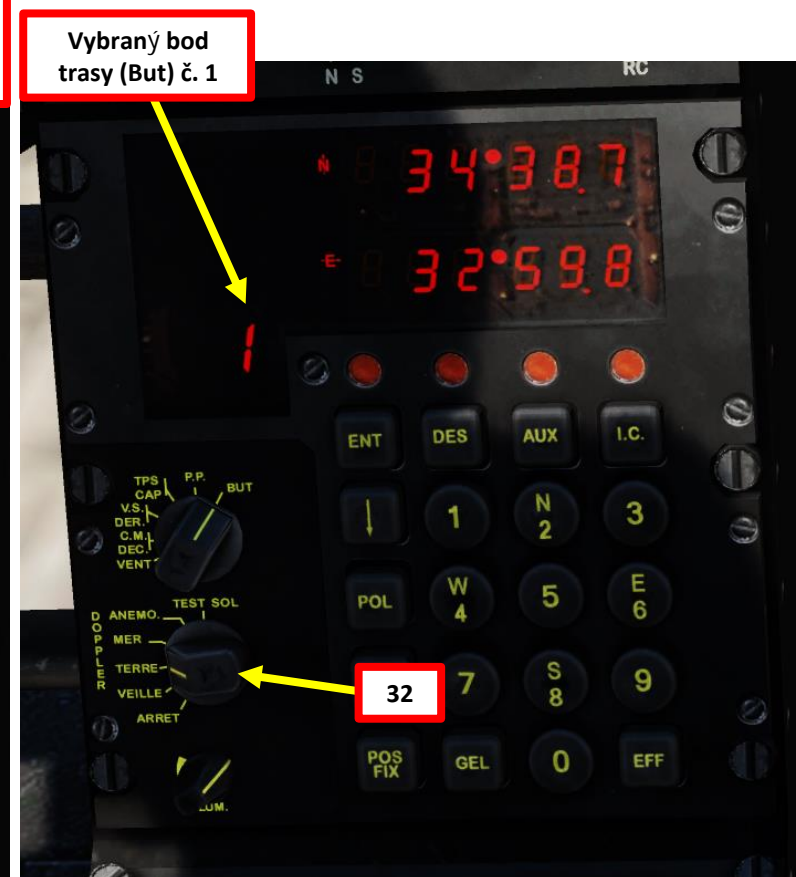 Vybraný bod
trasy (But) č. 1
N S
RC
N
34°38.7
E
32°59.8
1
ENT
DES
AUX
I.C.
TPS
CAP
P.P.
BUT
V.S.
DER.
C.M.
DEC.
VENT
↓
1
N
2
3
TEST SOL
DOPPLER
ANEMO.
MER
TERRE
VEILLE
ARRET
POL
W
4
5
E
6
32
7
S
8
9
POS
FIX
GEL
0
EFF